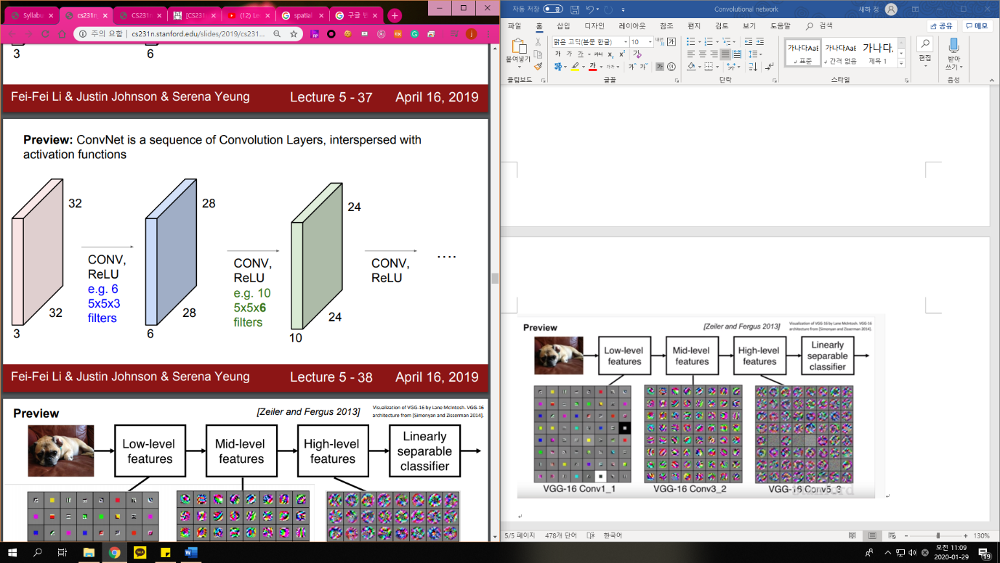 Syllabu
cs231n
CS231n
[CS231
(12) Le
spatial
구글 번
주의 요함
cs231n.stanford.edu/slides/2019/cs231...
j
3
6
Fei-Fei Li & Justin Johnson & Serena Yeung
Lecture 5 - 37
April 16, 2019
Preview: ConvNet is a sequence of Convolution Layers, interspersed with
activation functions
32
28
24
CONV,
ReLU
e.g. 6
5x5x3
filters
CONV,
ReLU
e.g. 10
5x5x6
filters
CONV,
ReLU
....
32
28
24
3
6
10
Fei-Fei Li & Justin Johnson & Serena Yeung
Lecture 5 - 38
April 16, 2019
Preview
[Zeiler and Fergus 2013]
Visualization of VGG-16 by Lane McIntosh. VGG-16
architecture from [Simonyan and Zisserman 2014].
Low-level
features
Mid-level
features
High-level
features
Linearly
separable
classifier
자동 저장
Convolutional network
새하 정
파일
홈
삽입
디자인
레이아웃
참조
편지
검토
보기
도움말
검색
공유
메모
붙여넣기
맑은 고딕(본문 한글)
10
가나다AaE
표준
가나다AaE
간격 없음
가나다,
제목 1
편집
받아
쓰기
클립보드
글꼴
단락
스타일
음성
Preview
[Zeiler and Fergus 2013]
Visualization of VGG-16 by Lane McIntosh. VGG-16
architecture from [Simonyan and Zisserman 2014].
Low-level
features
Mid-level
features
High-level
features
Linearly
separable
classifier
VGG-16 Conv1_1
VGG-16 Conv3_2
VGG-16 Conv5_3
5/5 페이지
478개 단어
한국어
130%
오전 11:09
2020-01-29
19